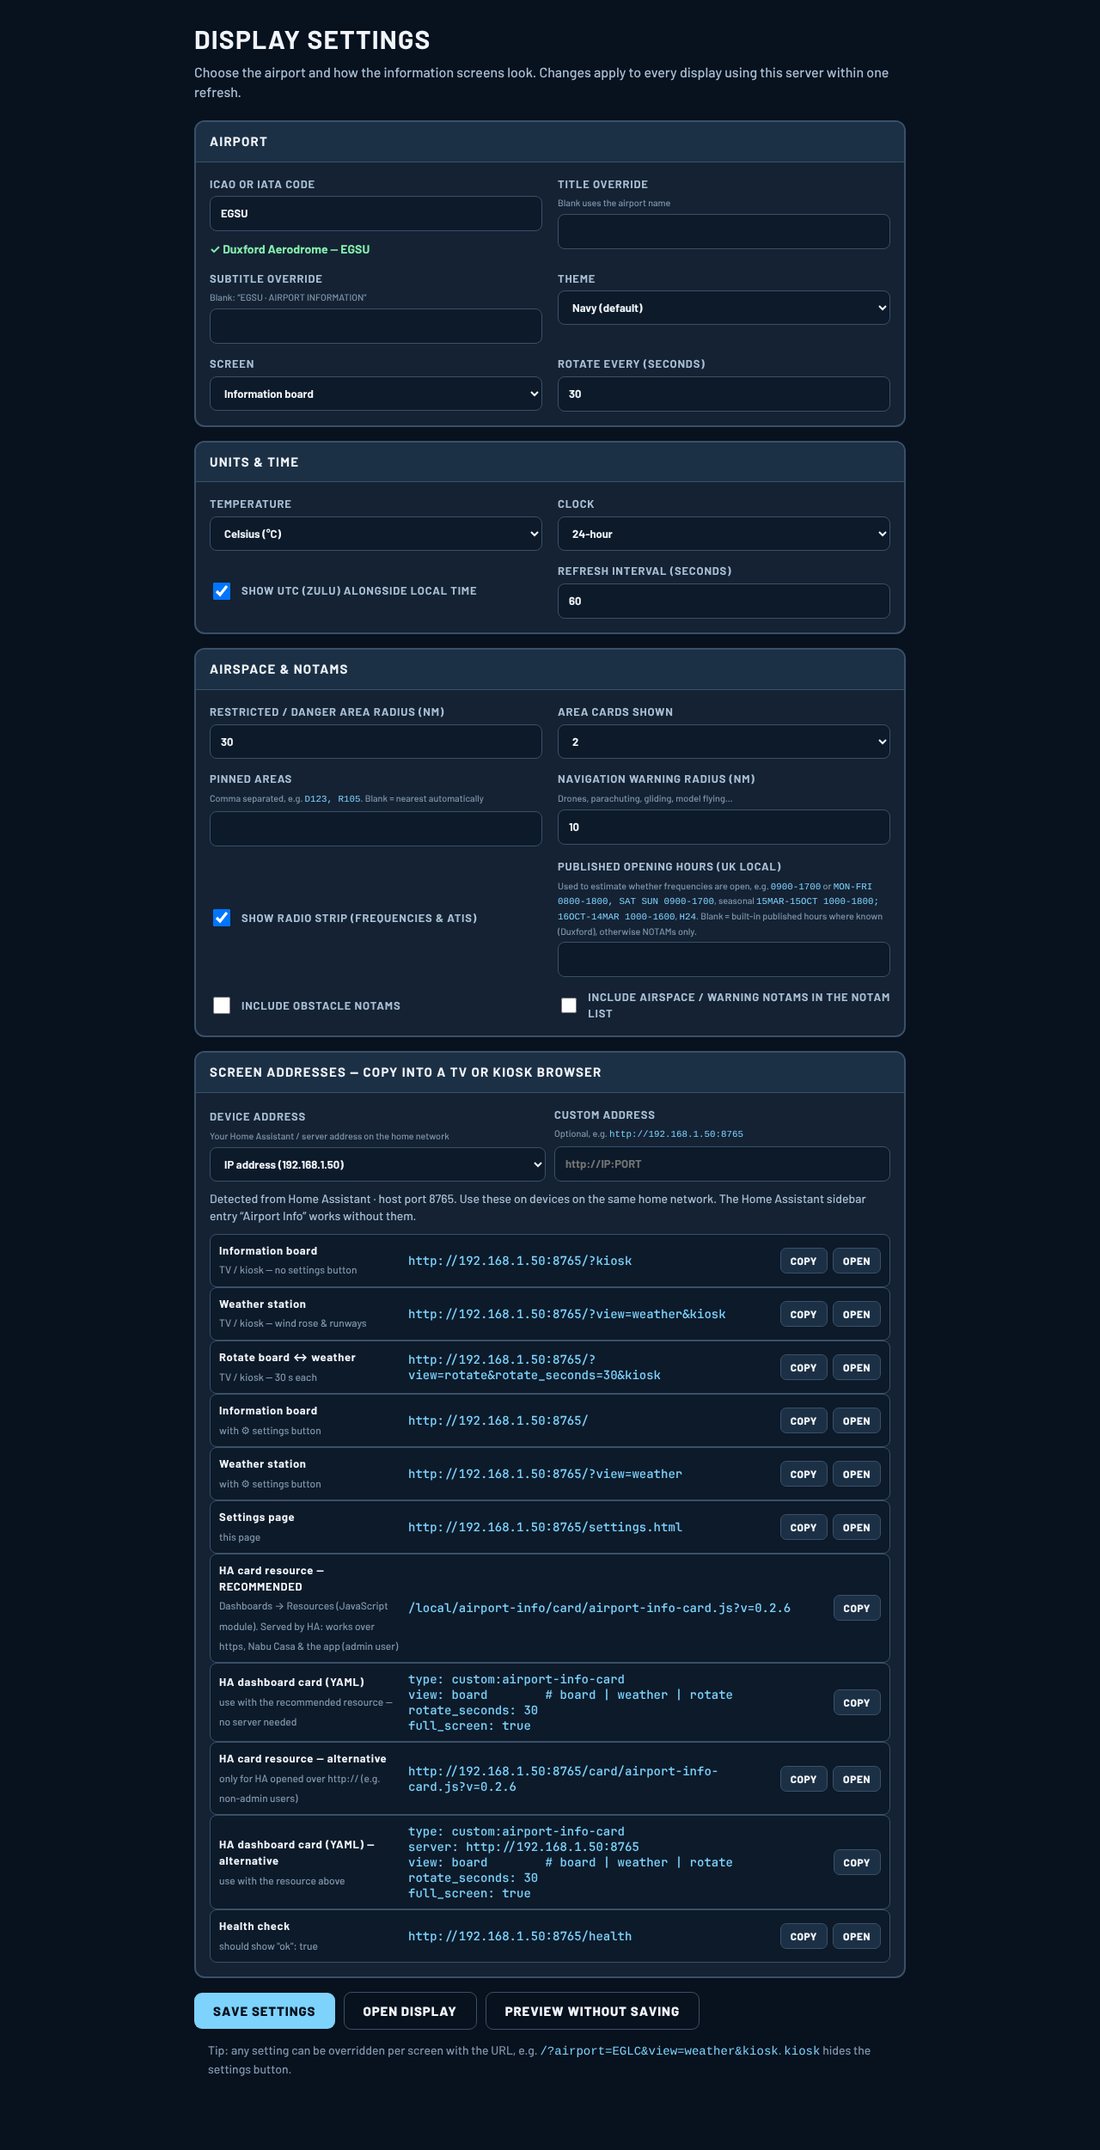 DISPLAY SETTINGS
Choose the airport and how the information screens look. Changes apply to every display using this server within one
refresh.
AIRPORT
ICAO OR IATA CODE
EGSU
✓ Duxford Aerodrome — EGSU
TITLE OVERRIDE
Blank uses the airport name
SUBTITLE OVERRIDE
Blank: "EGSU · AIRPORT INFORMATION"
THEME
Navy (default)
SCREEN
Information board
ROTATE EVERY (SECONDS)
30
UNITS & TIME
TEMPERATURE
Celsius (°C)
CLOCK
24-hour
SHOW UTC (ZULU) ALONGSIDE LOCAL TIME
REFRESH INTERVAL (SECONDS)
60
AIRSPACE & NOTAMS
RESTRICTED / DANGER AREA RADIUS (NM)
30
AREA CARDS SHOWN
2
PINNED AREAS
Comma separated, e.g. D123, R105. Blank = nearest automatically
NAVIGATION WARNING RADIUS (NM)
Drones, parachuting, gliding, model flying…
10
SHOW RADIO STRIP (FREQUENCIES & ATIS)
PUBLISHED OPENING HOURS (UK LOCAL)
Used to estimate whether frequencies are open, e.g. 0900-1700 or MON-FRI
0800-1800, SAT SUN 0900-1700, seasonal 15MAR-15OCT 1000-1800;
16OCT-14MAR 1000-1600, H24. Blank = built-in published hours where known
(Duxford), otherwise NOTAMs only.
INCLUDE OBSTACLE NOTAMS
INCLUDE AIRSPACE / WARNING NOTAMS IN THE NOTAM
LIST
SCREEN ADDRESSES — COPY INTO A TV OR KIOSK BROWSER
DEVICE ADDRESS
Your Home Assistant / server address on the home network
IP address (192.168.1.50)
CUSTOM ADDRESS
Optional, e.g. http://192.168.1.50:8765
http://IP:PORT
Detected from Home Assistant · host port 8765. Use these on devices on the same home network. The Home Assistant sidebar
entry “Airport Info” works without them.
Information board
TV / kiosk — no settings button
http://192.168.1.50:8765/?kiosk
COPY OPEN
Weather station
TV / kiosk — wind rose & runways
http://192.168.1.50:8765/?view=weather&kiosk
COPY OPEN
Rotate board ↔ weather
TV / kiosk — 30 s each
http://192.168.1.50:8765/?
view=rotate&rotate_seconds=30&kiosk
COPY OPEN
Information board
with ⚙ settings button
http://192.168.1.50:8765/
COPY OPEN
Weather station
with ⚙ settings button
http://192.168.1.50:8765/?view=weather
COPY OPEN
Settings page
this page
http://192.168.1.50:8765/settings.html
COPY OPEN
HA card resource —
RECOMMENDED
Dashboards → Resources (JavaScript
module). Served by HA: works over
https, Nabu Casa & the app (admin user)
/local/airport-info/card/airport-info-card.js?v=0.2.6
COPY
HA dashboard card (YAML)
use with the recommended resource —
no server needed
type: custom:airport-info-card
view: board        # board | weather | rotate
rotate_seconds: 30
full_screen: true
COPY
HA card resource — alternative
only for HA opened over http:// (e.g.
non-admin users)
http://192.168.1.50:8765/card/airport-info-
card.js?v=0.2.6
COPY OPEN
HA dashboard card (YAML) —
alternative
use with the resource above
type: custom:airport-info-card
server: http://192.168.1.50:8765
view: board        # board | weather | rotate
rotate_seconds: 30
full_screen: true
COPY
Health check
should show "ok": true
http://192.168.1.50:8765/health
COPY OPEN
SAVE SETTINGS
OPEN DISPLAY
PREVIEW WITHOUT SAVING
Tip: any setting can be overridden per screen with the URL, e.g. /?airport=EGLC&view=weather&kiosk. kiosk hides the
settings button.